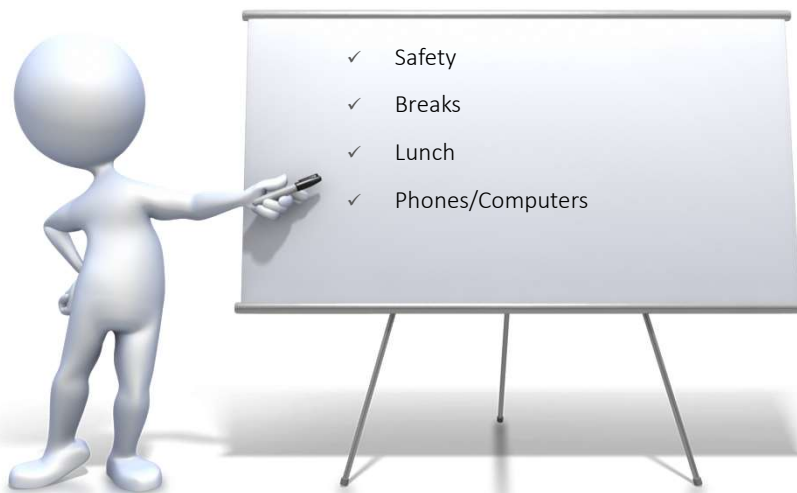 ✓ Safety
✓ Breaks
✓ Lunch
✓ Phones/Computers